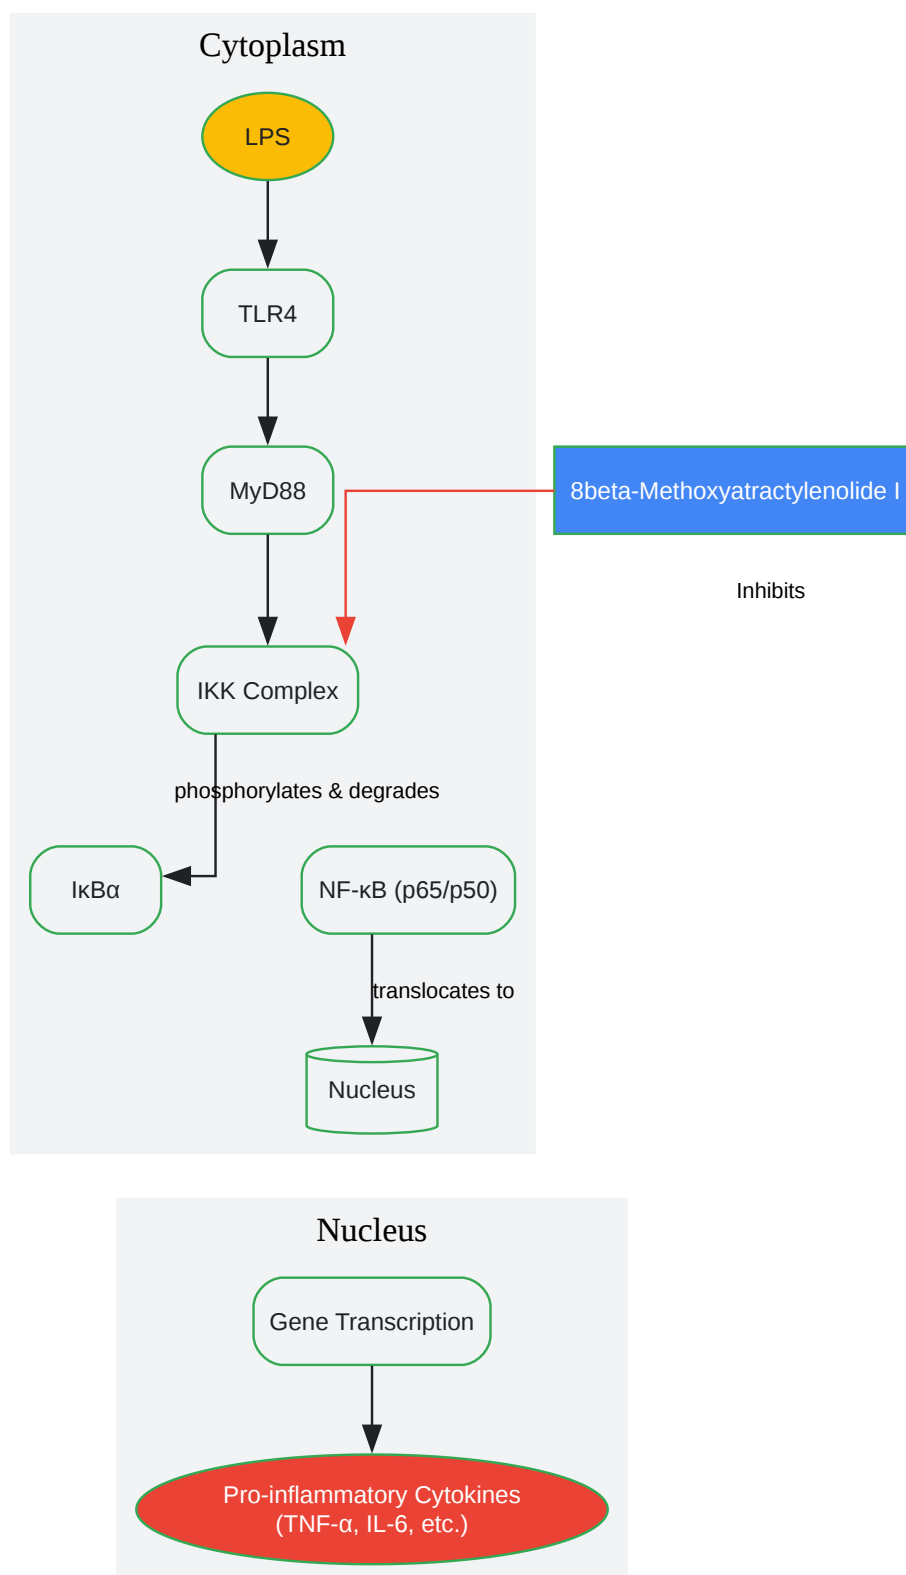 Cytoplasm
LPS
TLR4
MyD88
8beta-Methoxyatractylenolide I
Inhibits
IKK Complex
phosphorylates & degrades
IκBα
NF-κB (p65/p50)
translocates to
Nucleus
Nucleus
Gene Transcription
Pro-inflammatory Cytokines
(TNF-α, IL-6, etc.)